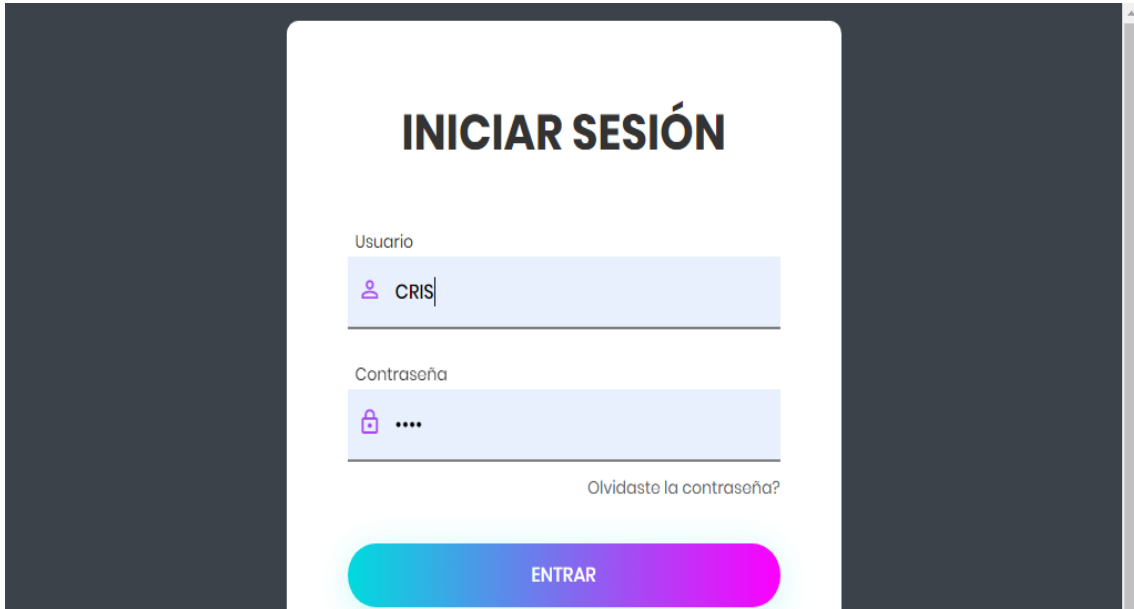 INICIAR SESIÓN
Usuario
CRIS
Contraseña
••••
Olvidaste la contraseña?
ENTRAR